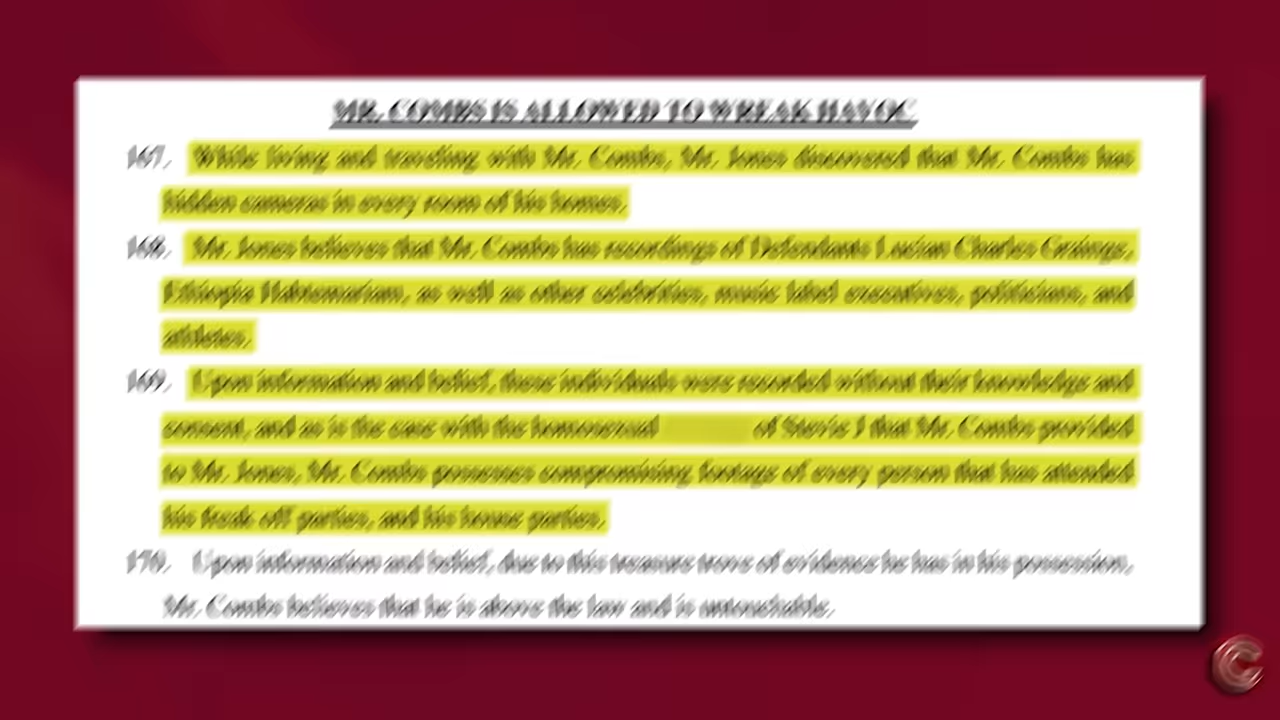 MR. COMBS IS ALLOWED TO WREAK HAVOC
167. While living and traveling with Mr. Combs, Mr. Jones discovered that Mr. Combs has
hidden cameras in every room of his homes.
168. Mr. Jones believes that Mr. Combs has recordings of Defendants Lucian Charles Grainge,
Ethiopia Habtemariam, as well as other celebrities, music label executives, politicians, and
athletes.
169. Upon information and belief, these individuals were recorded without their knowledge and
consent, and as is the case with the homosexual of Stevie J that Mr. Combs provided
to Mr. Jones, Mr. Combs possesses compromising footage of every person that has attended
his freak off parties, and his house parties.
170. Upon information and belief, due to this treasure trove of evidence he has in his possession,
Mr. Combs believes that he is above the law and is untouchable.
C